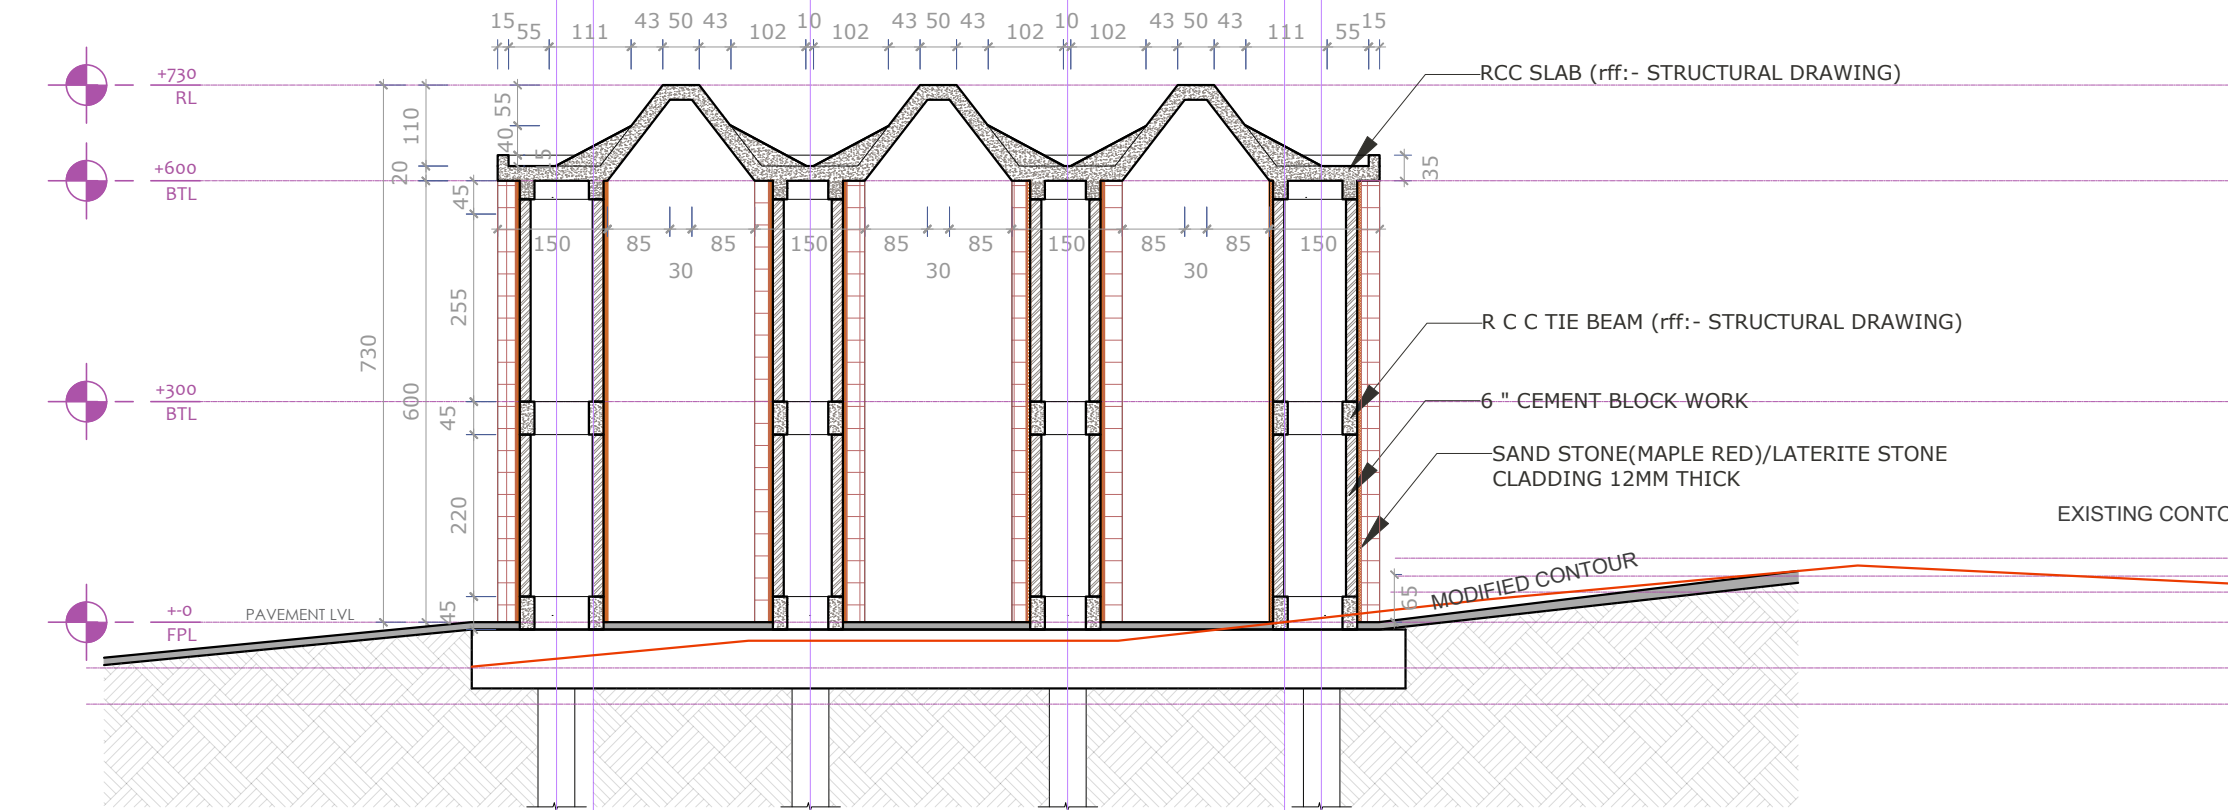 15 55 111 43 50 43 102 10 102 43 50 43 102 10 102 43 50 43 111 55 15
+730
RL
RCC SLAB (rff:- STRUCTURAL DRAWING)
110
55
40
5
+600
BTL
20
35
45
150 85 85 150 85 85 150 85 85 150
30 30 30
255
R C C TIE BEAM (rff:- STRUCTURAL DRAWING)
730
600
+300
BTL
45
6 " CEMENT BLOCK WORK
SAND STONE(MAPLE RED)/LATERITE STONE
CLADDING 12MM THICK
220
EXISTING CONTO
MODIFIED CONTOUR
65
45
+-0
FPL
PAVEMENT LVL